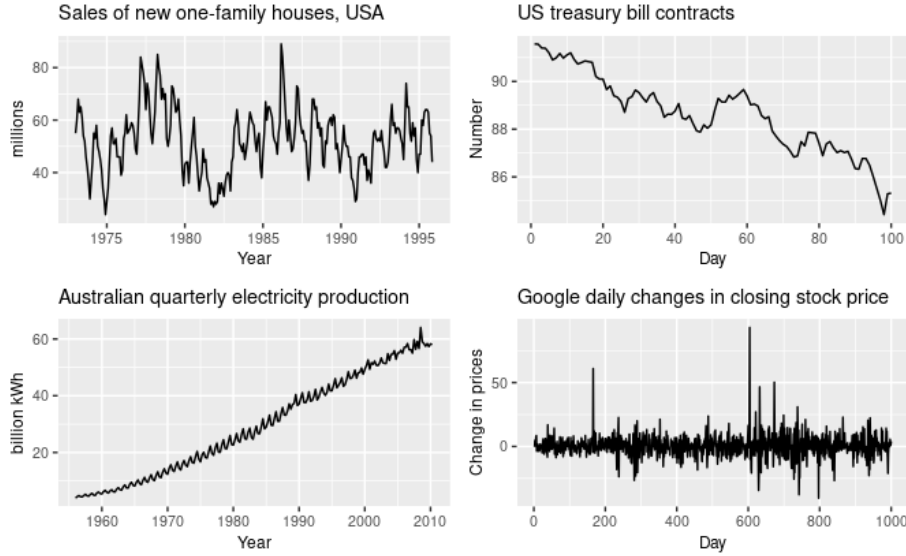 Sales of new one-family houses, USA
millions
80
60
40
1975 1980 1985 1990 1995
Year
US treasury bill contracts
Number
90
88
86
0 20 40 60 80 100
Day
Australian quarterly electricity production
billion kWh
60
40
20
1960 1970 1980 1990 2000 2010
Year
Google daily changes in closing stock price
Change in prices
50
0
0 200 400 600 800 1000
Day